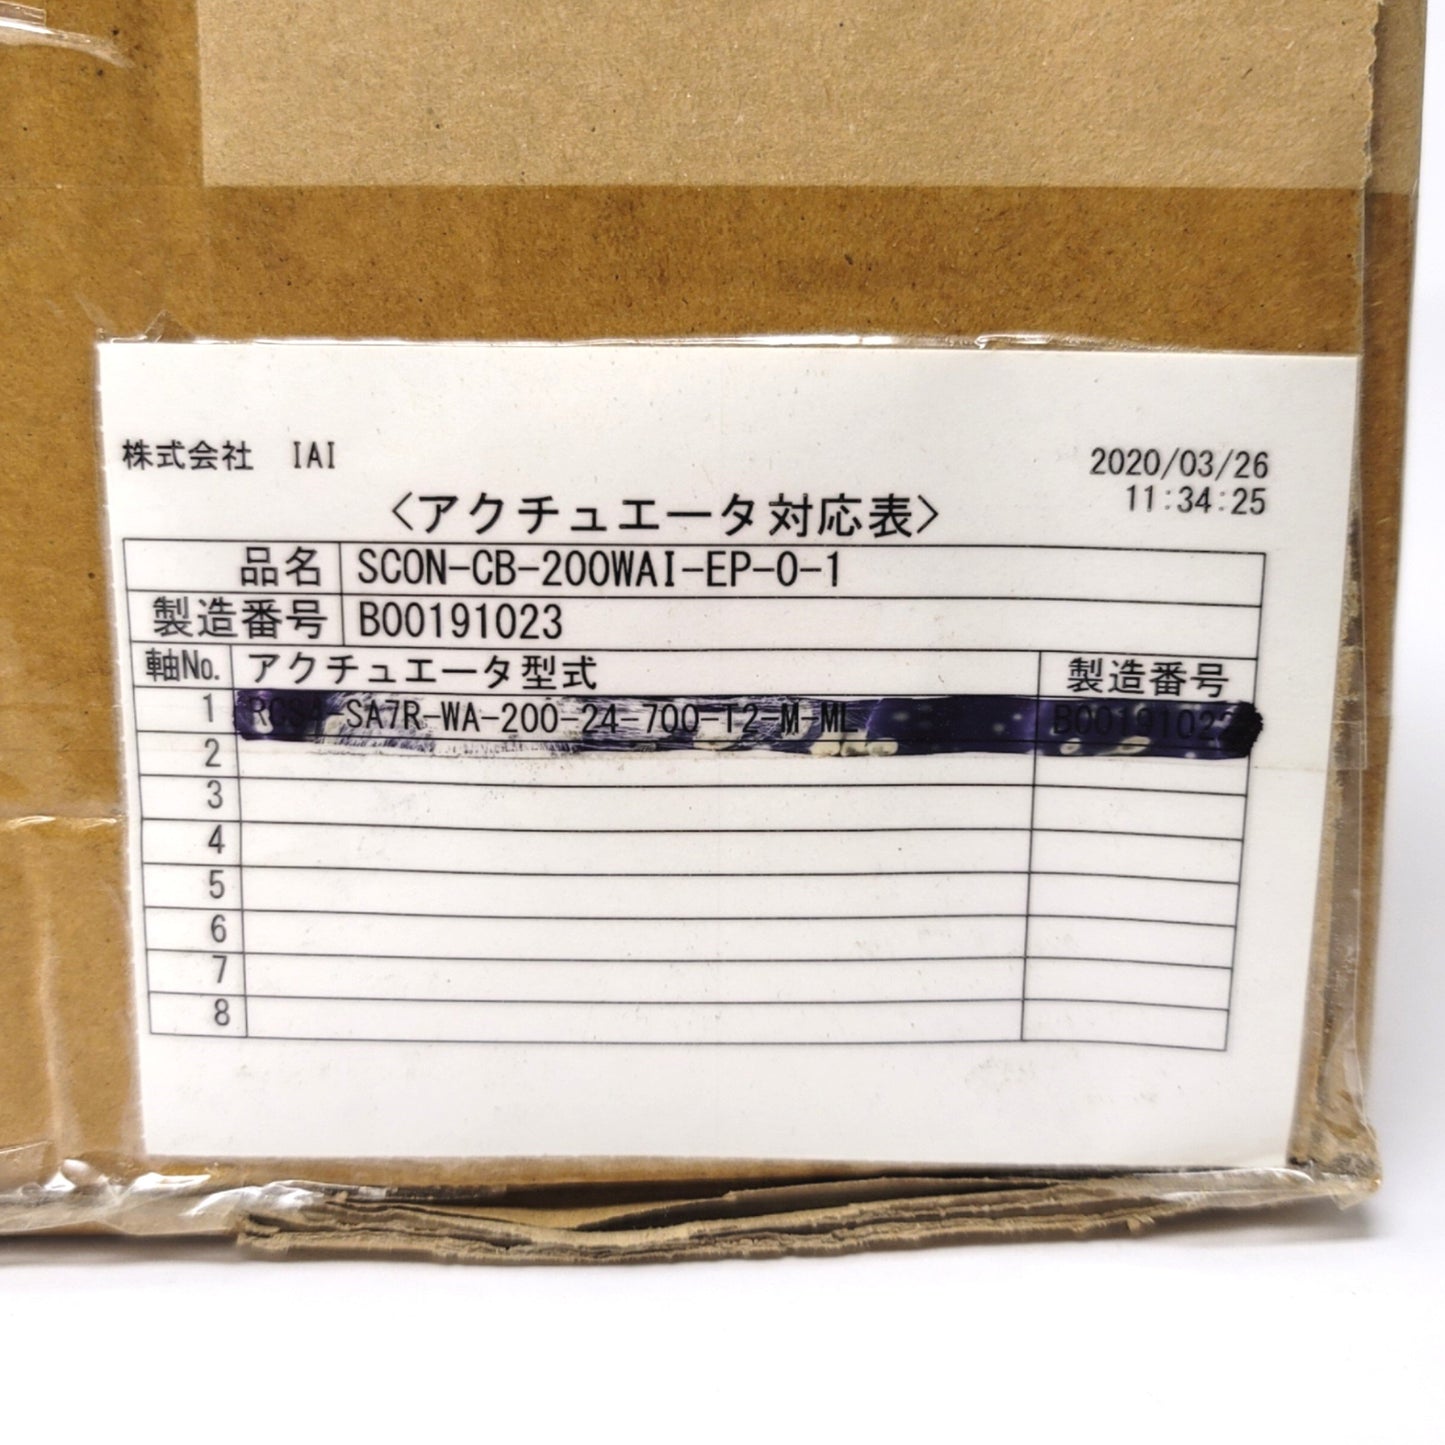 株式会社 IAI
2020/03/26
11:34:25
<アクチュエータ対応表>
品名 SCON-CB-200WAI-EP-0-1
製造番号 B00191023
軸No. アクチュエータ型式 製造番号
1 RCS4-SA7R-WA-200-24-700-T2-M-ML
2
3
4
5
6
7
8